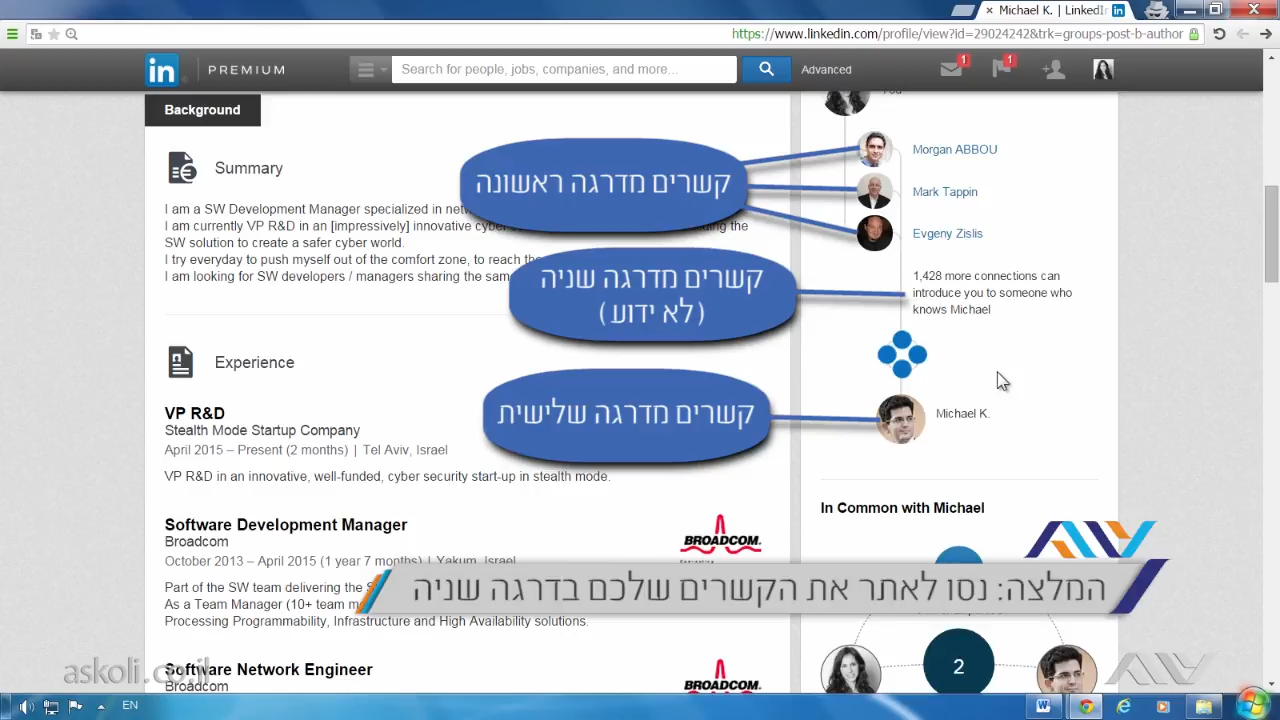 Michael K. | LinkedIn
https://www.linkedin.com/profile/view?id=29024242&trk=groups-post-b-author
in
PREMIUM
Search for people, jobs, companies, and more...
Advanced
1
1
Background
Summary
I am a SW Development Manager specialized in
I am currently VP R&D in an [impressively] innovative cyber
the
SW solution to create a safer cyber world.
I try everyday to push myself out of the comfort zone, to reach
I am looking for SW developers / managers sharing the
Experience
VP R&D
Stealth Mode Startup Company
April 2015 – Present (2 months) | Tel Aviv, Israel
VP R&D in an innovative, well-funded, cyber security start-up in stealth mode.
Software Development Manager
Broadcom
October 2013 – April 2015 (1 year 7 months) | Yakum, Israel
BROADCOM.
Part of the SW team delivering the
As a Team Manager (10+ team
Processing Programmability, Infrastructure and High Availability solutions.
Software Network Engineer
Broadcom
BROADCOM.
You
Morgan ABBOU
Mark Tappin
Evgeny Zislis
1,428 more connections can
introduce you to someone who
knows Michael
Michael K.
In Common with Michael
2
קשרים מדרגה ראשונה
קשרים מדרגה שניה
(לא ידוע)
קשרים מדרגה שלישית
המלצה: נסו לאתר את הקשרים שלכם בדרגה שניה
askoli.co.il
EN